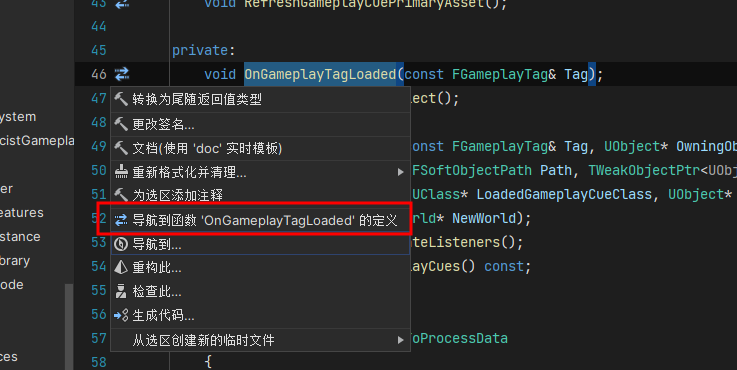 43 void RefreshGameplayCuePrimaryAsset();
44
45 private:
46 void OnGameplayTagLoaded(const FGameplayTag& Tag);
47 转换为尾随返回值类型 ect();
48 更改签名...
ystem 49 文档(使用 'doc' 实时模板) const FGameplayTag& Tag, UObject* OwningOb
cistGamepla 50 重新格式化并清理... FSoftObjectPath Path, TWeakObjectPtr<UOb
er 51 为选区添加注释 UClass* LoadedGameplayCueClass, UObject*
eatures 52 导航到函数 'OnGameplayTagLoaded' 的定义 rld* NewWorld);
stance 53 导航到... teListeners();
brary 54 重构此... ayCues() const;
ode 55 检查此...
56 生成代码...
57 从选区创建新的临时文件 oProcessData
ces 58 {